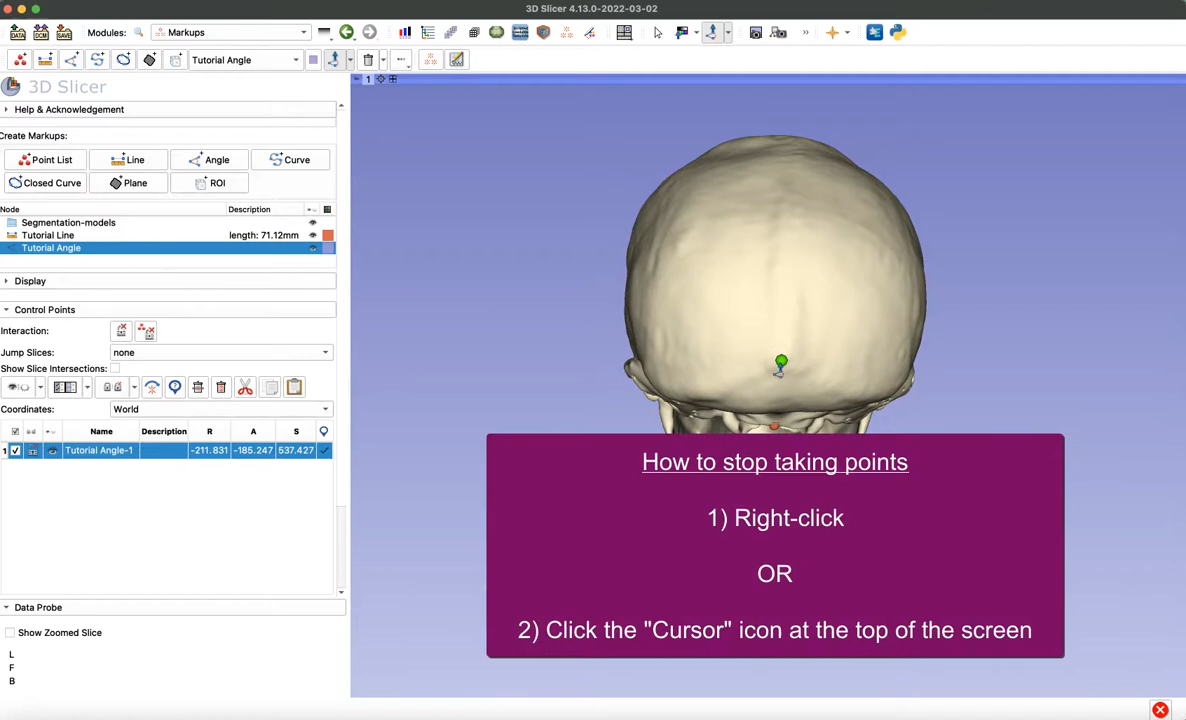 3D Slicer 4.13.0-2022-03-02
DATA
DCM
SAVE
Modules:
Markups
Tutorial Angle
1
3D Slicer
Help & Acknowledgement
Create Markups:
Point List
Line
Angle
Curve
Closed Curve
Plane
ROI
Node Description
Segmentation-models
Tutorial Line length: 71.12mm
Tutorial Angle
Display
Control Points
Interaction:
Jump Slices: none
Show Slice Intersections:
Coordinates: World
Name Description R A S
1 Tutorial Angle-1 -211.831 -185.247 537.427
Data Probe
Show Zoomed Slice
L
F
B
How to stop taking points
1) Right-click
OR
2) Click the "Cursor" icon at the top of the screen